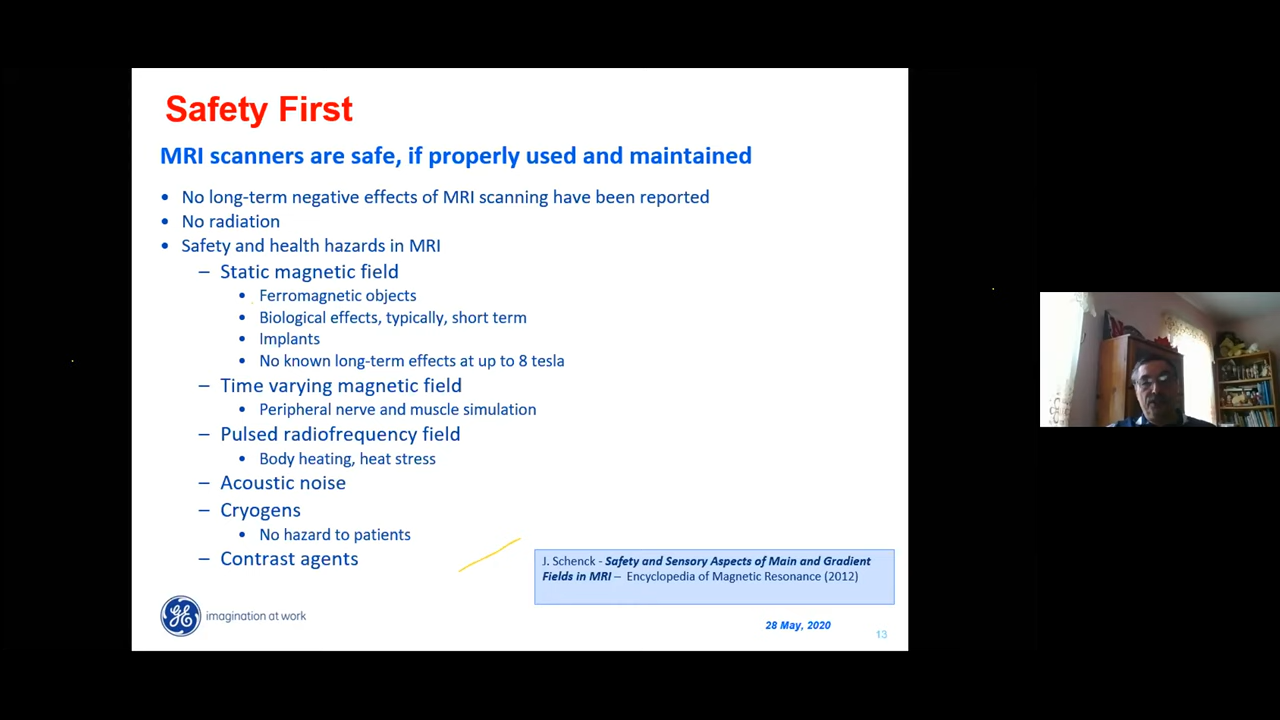 Safety First
MRI scanners are safe, if properly used and maintained
• No long-term negative effects of MRI scanning have been reported
• No radiation
• Safety and health hazards in MRI
– Static magnetic field
• Ferromagnetic objects
• Biological effects, typically, short term
• Implants
• No known long-term effects at up to 8 tesla
– Time varying magnetic field
• Peripheral nerve and muscle simulation
– Pulsed radiofrequency field
• Body heating, heat stress
– Acoustic noise
– Cryogens
• No hazard to patients
– Contrast agents
J. Schenck - Safety and Sensory Aspects of Main and Gradient
Fields in MRI – Encyclopedia of Magnetic Resonance (2012)
GE imagination at work
28 May, 2020
13